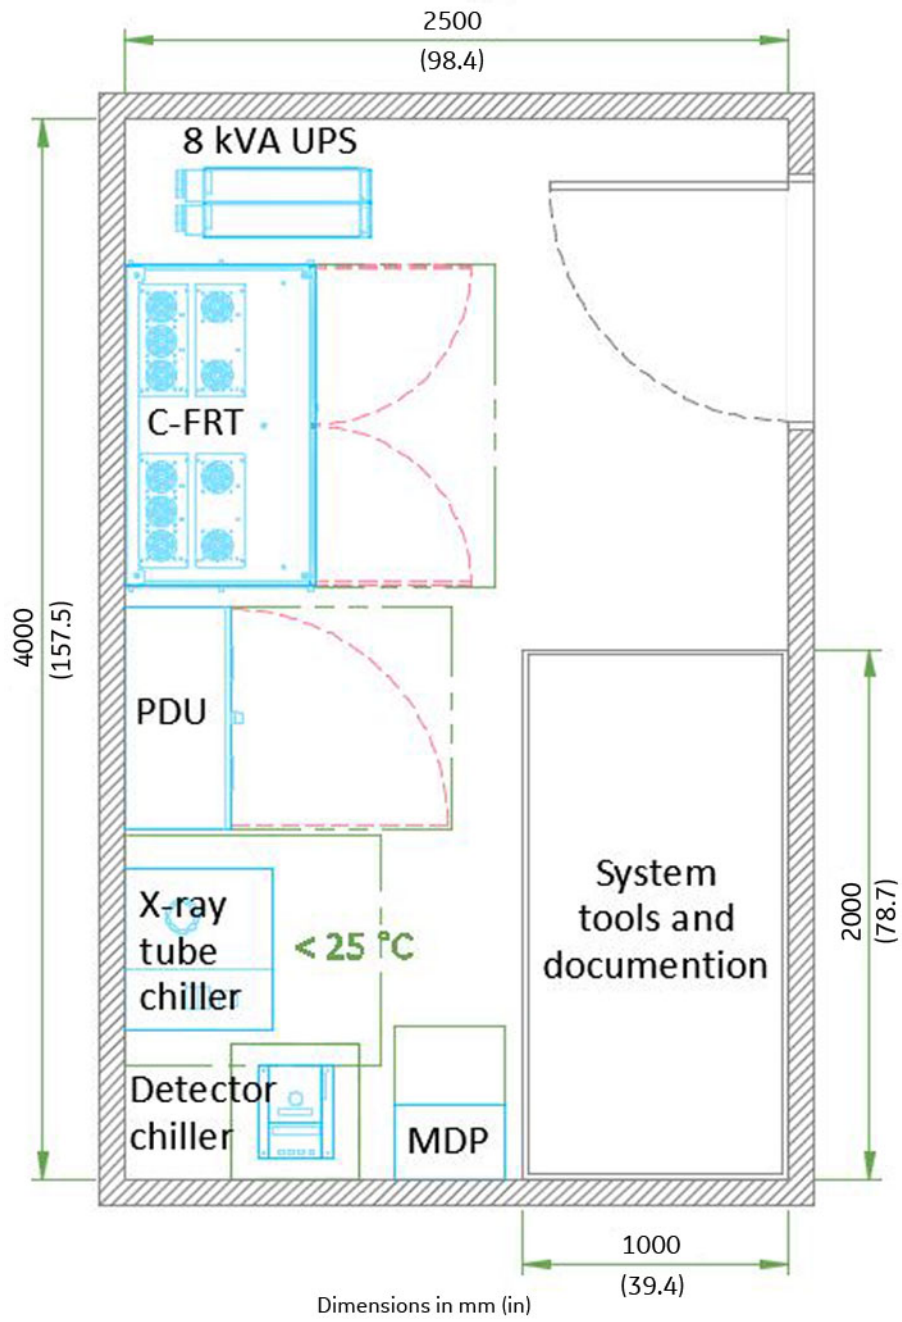 2500
(98.4)
8 kVA UPS
C-FRT
4000
(157.5)
PDU
System
tools and
documention
2000
(78.7)
X-ray
tube
chiller
< 25 °C
Detector
chiller
MDP
1000
(39.4)
Dimensions in mm (in)